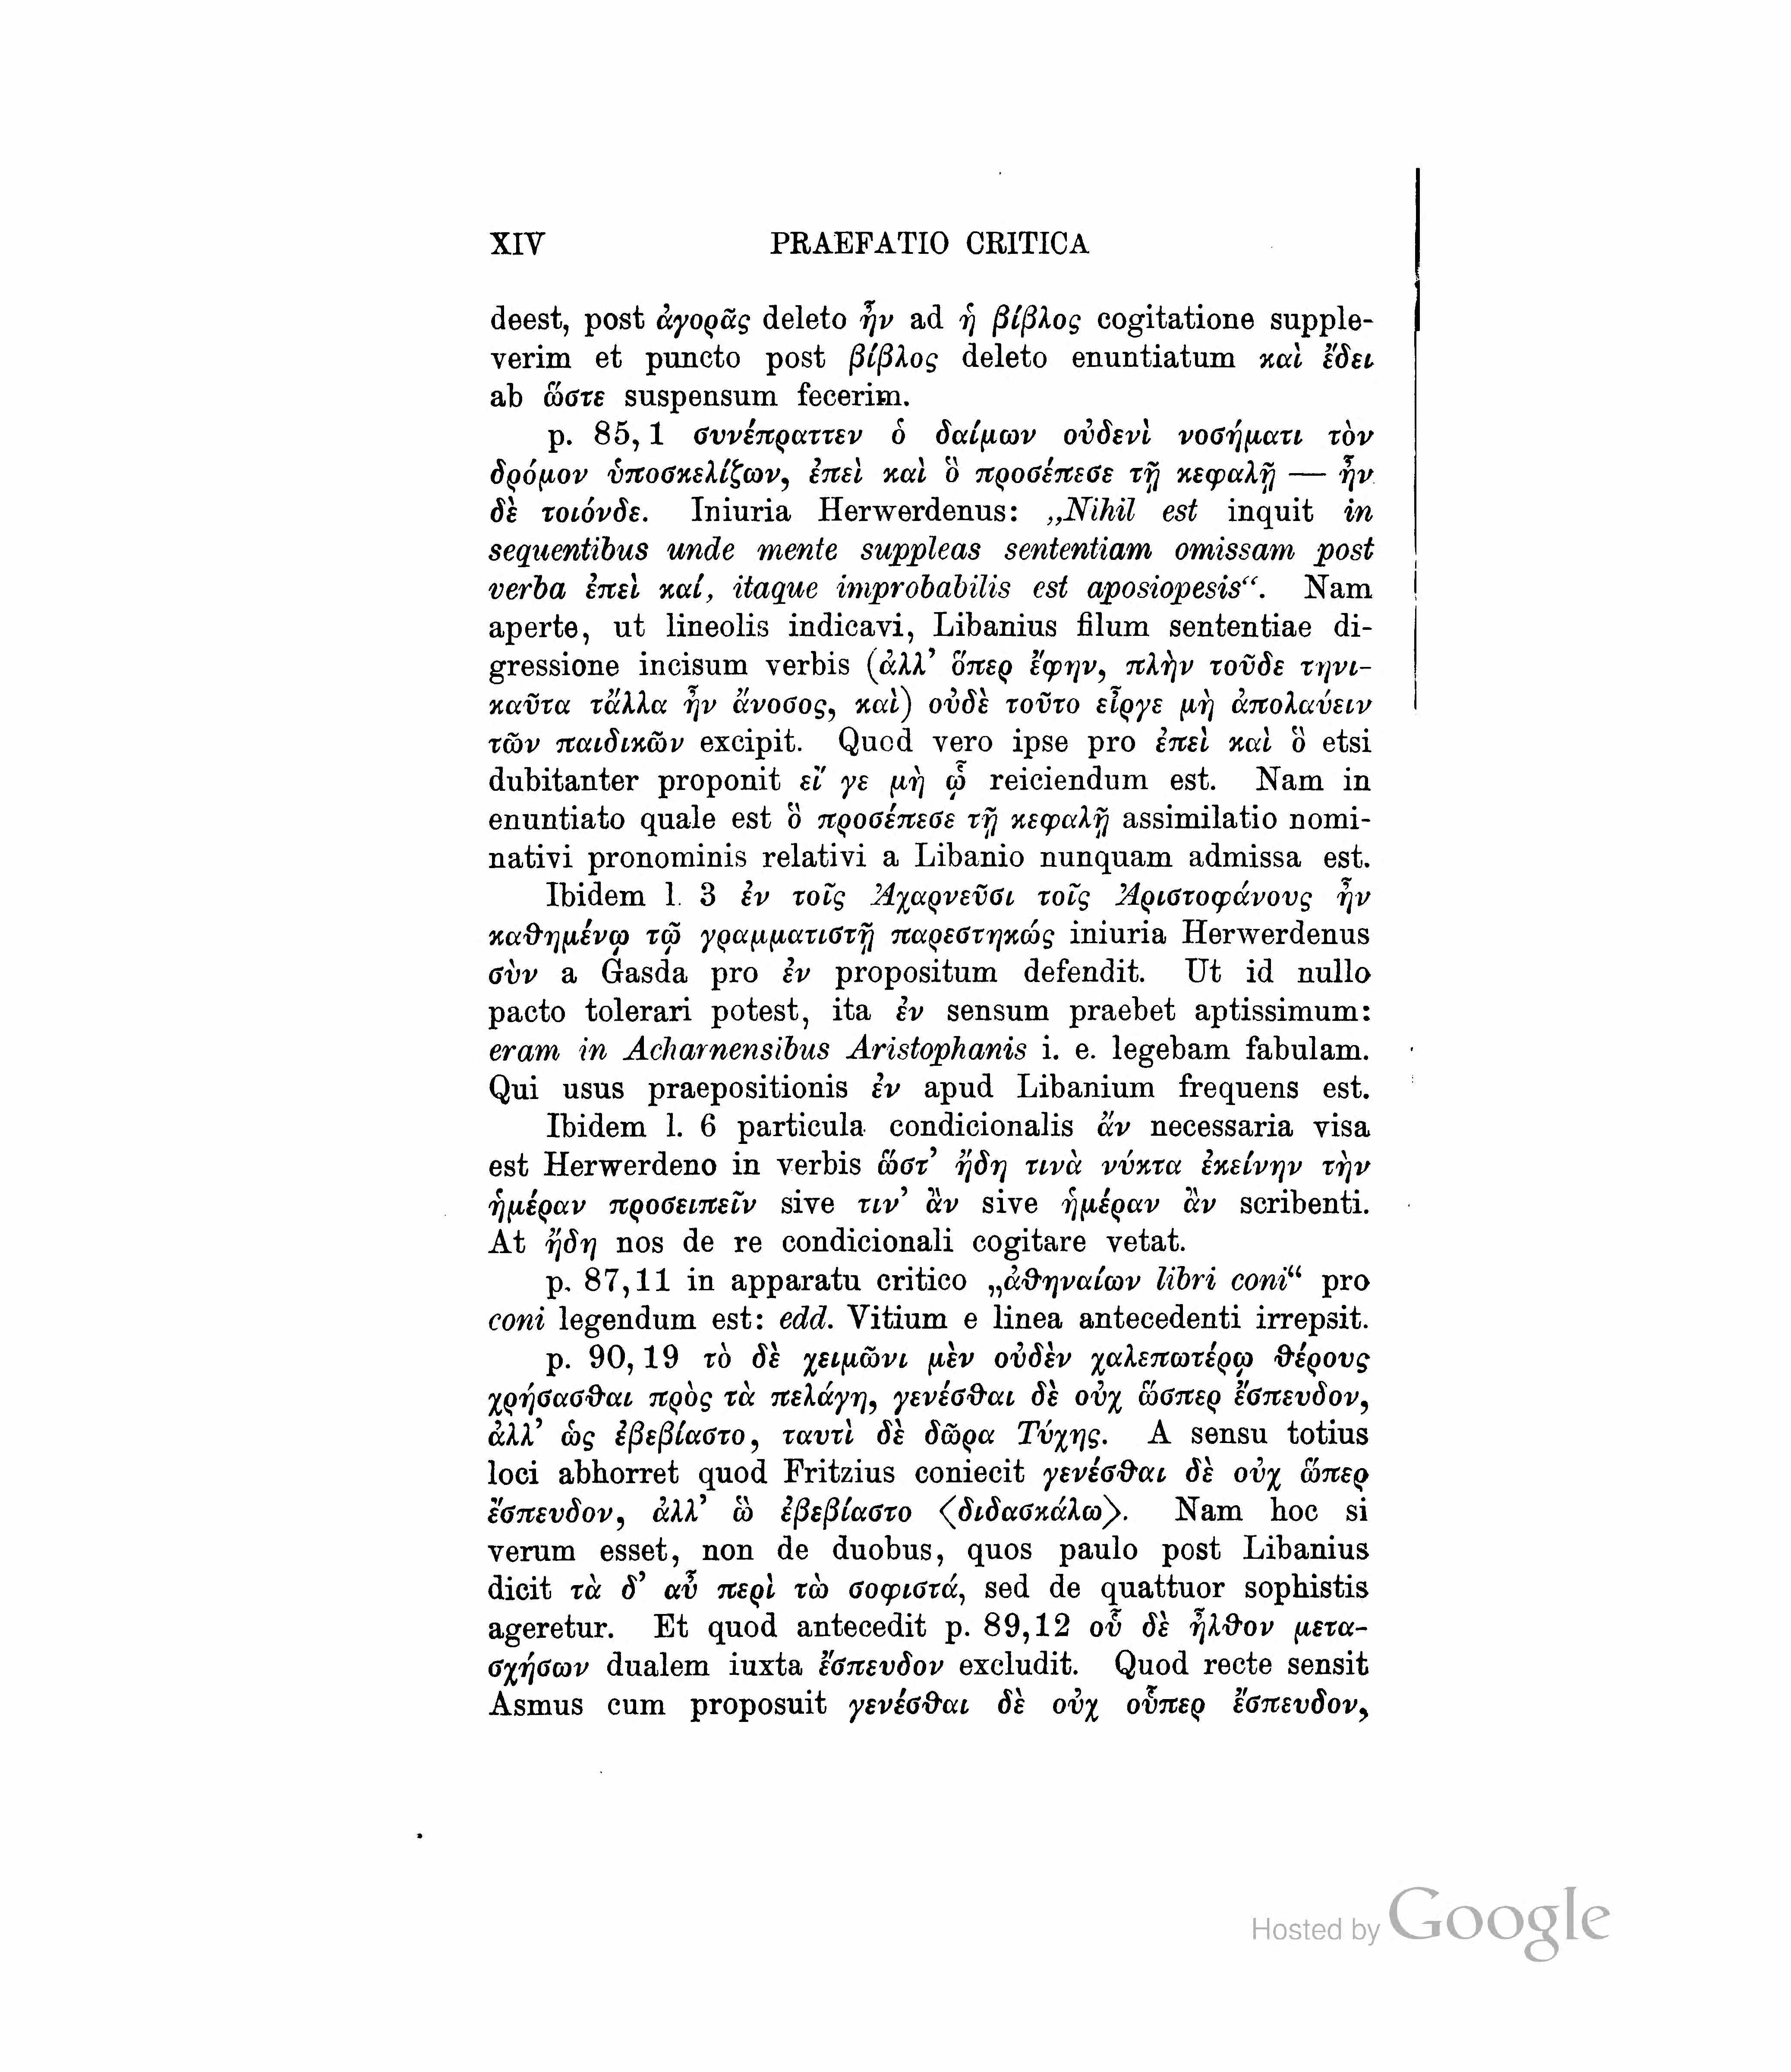 XIV PRAEFATIO CRITICA
deest, post ἀγορᾶς deleto ἦν ad ἡ βίβλος cogitatione supple-
verim et puncto post βίβλος deleto enuntiatum καὶ ἔδει
ab ὥστε suspensum fecerim.
p. 85, 1 συνέπραττεν ὁ δαίμων οὐδενὶ νοσήματι τὸν
δρόμον ὑποσκελίζων, ἐπεὶ καὶ ὃ προσέπεσε τῇ κεφαλῇ — ἦν
δὲ τοιόνδε. Iniuria Herwerdenus: „Nihil est inquit in
sequentibus unde mente suppleas sententiam omissam post
verba ἐπεὶ καί, itaque improbabilis est aposiopesis“. Nam
aperte, ut lineolis indicavi, Libanius filum sententiae di-
gressione incisum verbis (ἀλλ’ ὅπερ ἔφην, πλὴν τοῦδε τηνι-
καῦτα τἄλλα ἦν ἄνοσος, καὶ) οὐδὲ τοῦτο εἶργε μὴ ἀπολαύειν
τῶν παιδικῶν excipit. Quod vero ipse pro ἐπεὶ καὶ ὃ etsi
dubitanter proponit εἴ γε μὴ ᾧ reiciendum est. Nam in
enuntiato quale est ὃ προσέπεσε τῇ κεφαλῇ assimilatio nomi-
nativi pronominis relativi a Libanio nunquam admissa est.
Ibidem l. 3 ἐν τοῖς Ἀχαρνεῦσι τοῖς Ἀριστοφάνους ἦν
καθημένῳ τῷ γραμματιστῇ παρεστηκώς iniuria Herwerdenus
σὺν a Gasda pro ἐν propositum defendit. Ut id nullo
pacto tolerari potest, ita ἐν sensum praebet aptissimum:
eram in Acharnensibus Aristophanis i. e. legebam fabulam.
Qui usus praepositionis ἐν apud Libanium frequens est.
Ibidem l. 6 particula condicionalis ἄν necessaria visa
est Herwerdeno in verbis ὥστ’ ἤδη τινὰ νύκτα ἐκείνην τὴν
ἡμέραν προσειπεῖν sive τιν’ ἂν sive ἡμέραν ἂν scribenti.
At ἤδη nos de re condicionali cogitare vetat.
p. 87,11 in apparatu critico „ἀθηναίων libri coni“ pro
coni legendum est: edd. Vitium e linea antecedenti irrepsit.
p. 90, 19 τὸ δὲ χειμῶνι μὲν οὐδὲν χαλεπωτέρῳ θέρους
χρήσασθαι πρὸς τὰ πελάγη, γενέσθαι δὲ οὐχ ὥσπερ ἔσπευδον,
ἀλλ’ ὡς ἐβεβίαστο, ταυτὶ δὲ δῶρα Τύχης. A sensu totius
loci abhorret quod Fritzius coniecit γενέσθαι δὲ οὐχ ὥπερ
ἔσπευδον, ἀλλ’ ὣ ἐβεβίαστο ⟨διδασκάλω⟩. Nam hoc si
verum esset, non de duobus, quos paulo post Libanius
dicit τὰ δ’ αὖ περὶ τὼ σοφιστά, sed de quattuor sophistis
ageretur. Et quod antecedit p. 89,12 οὗ δὲ ἦλθον μετα-
σχήσων dualem iuxta ἔσπευδον excludit. Quod recte sensit
Asmus cum proposuit γενέσθαι δὲ οὐχ οὗπερ ἔσπευδον,
Hosted by Google